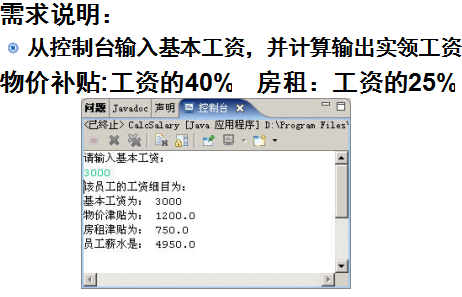 需求说明：
从控制台输入基本工资，并计算输出实领工资
物价补贴:工资的40% 房租：工资的25%
问题 Javadoc 声明 控制台
<已终止> CalcSalary [Java 应用程序] D:\Program Files\
请输入基本工资：
3000
该员工的工资细目为：
基本工资为： 3000
物价津贴为： 1200.0
房租津贴为： 750.0
员工薪水是： 4950.0